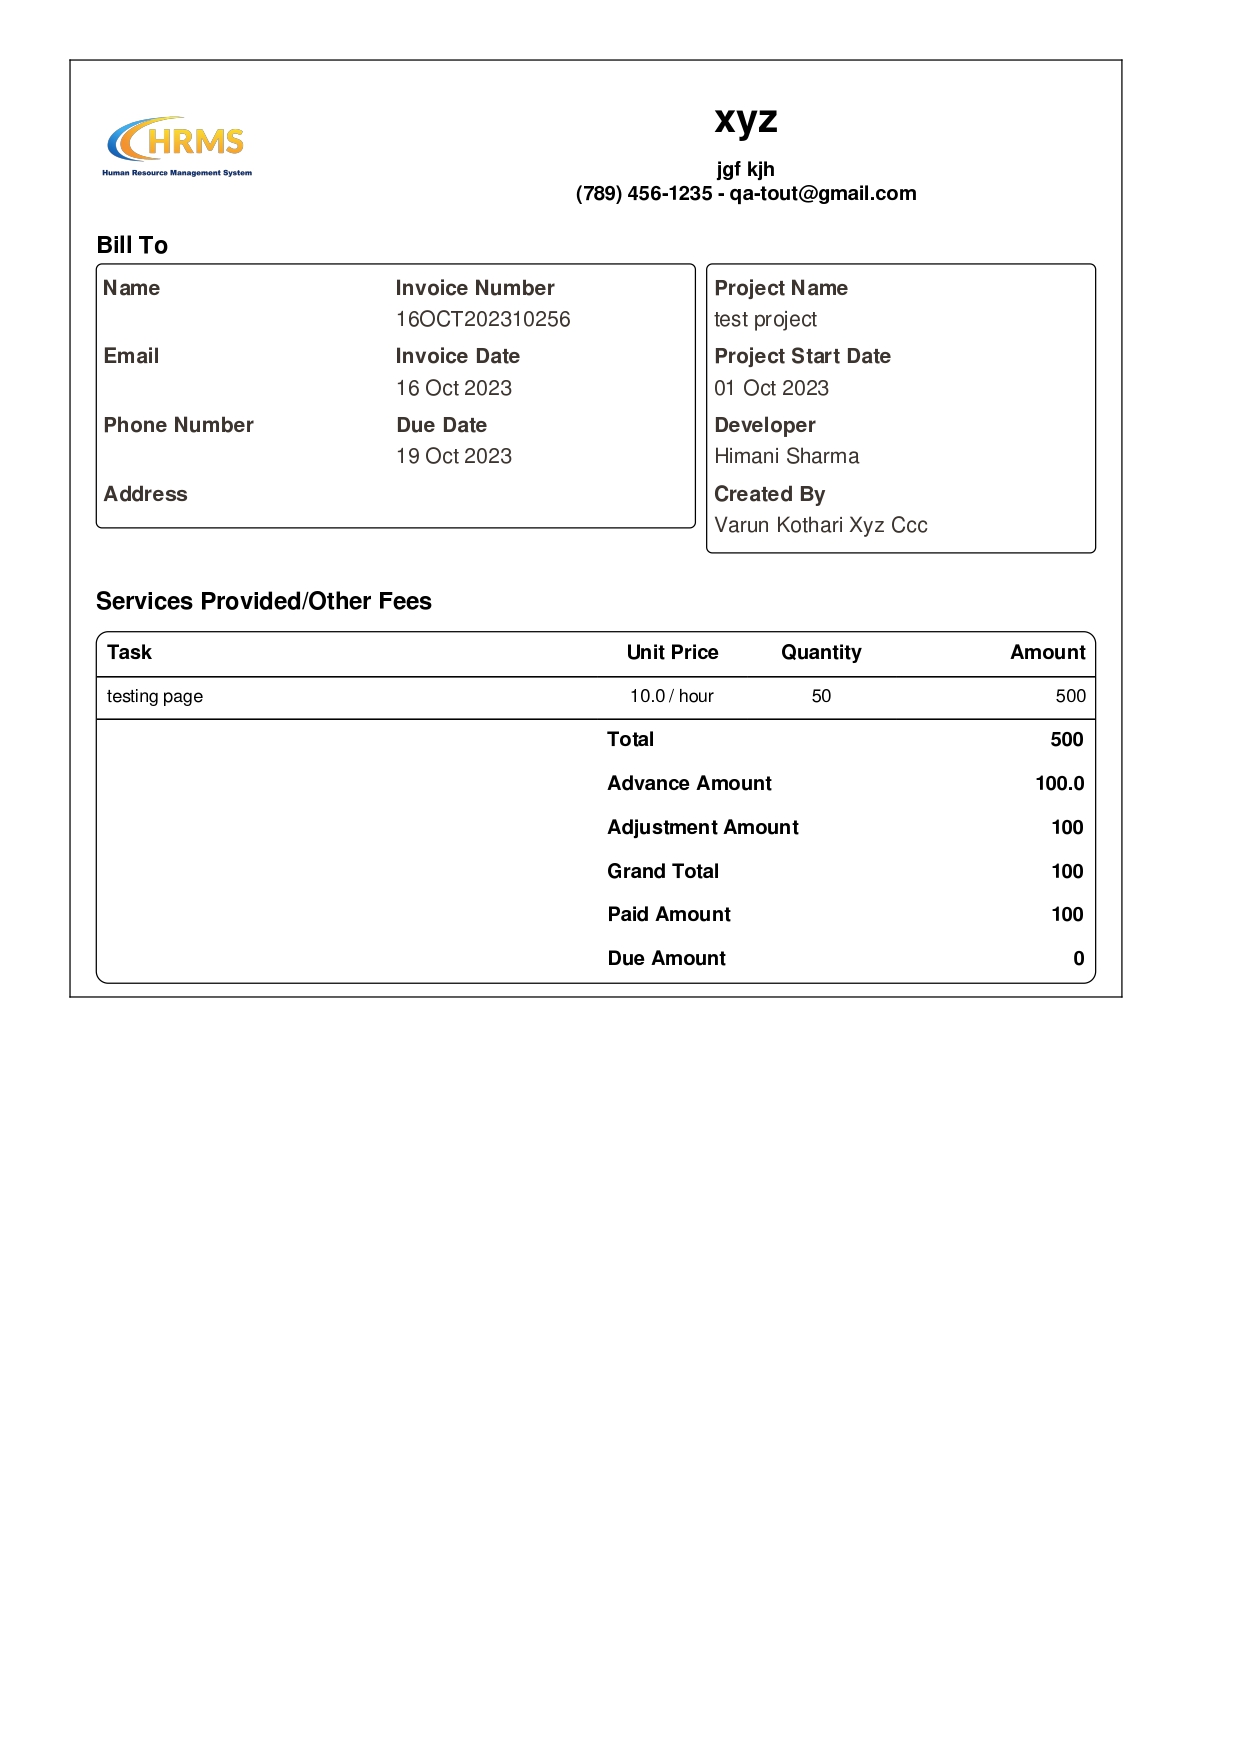 HRMS
Human Resource Management System
xyz
jgf kjh
(789) 456-1235 - qa-tout@gmail.com
Bill To
Name Invoice Number
16OCT202310256
Email Invoice Date
16 Oct 2023
Phone Number Due Date
19 Oct 2023
Address
Project Name
test project
Project Start Date
01 Oct 2023
Developer
Himani Sharma
Created By
Varun Kothari Xyz Ccc
Services Provided/Other Fees
Task Unit Price Quantity Amount
testing page 10.0 / hour 50 500
Total 500
Advance Amount 100.0
Adjustment Amount 100
Grand Total 100
Paid Amount 100
Due Amount 0